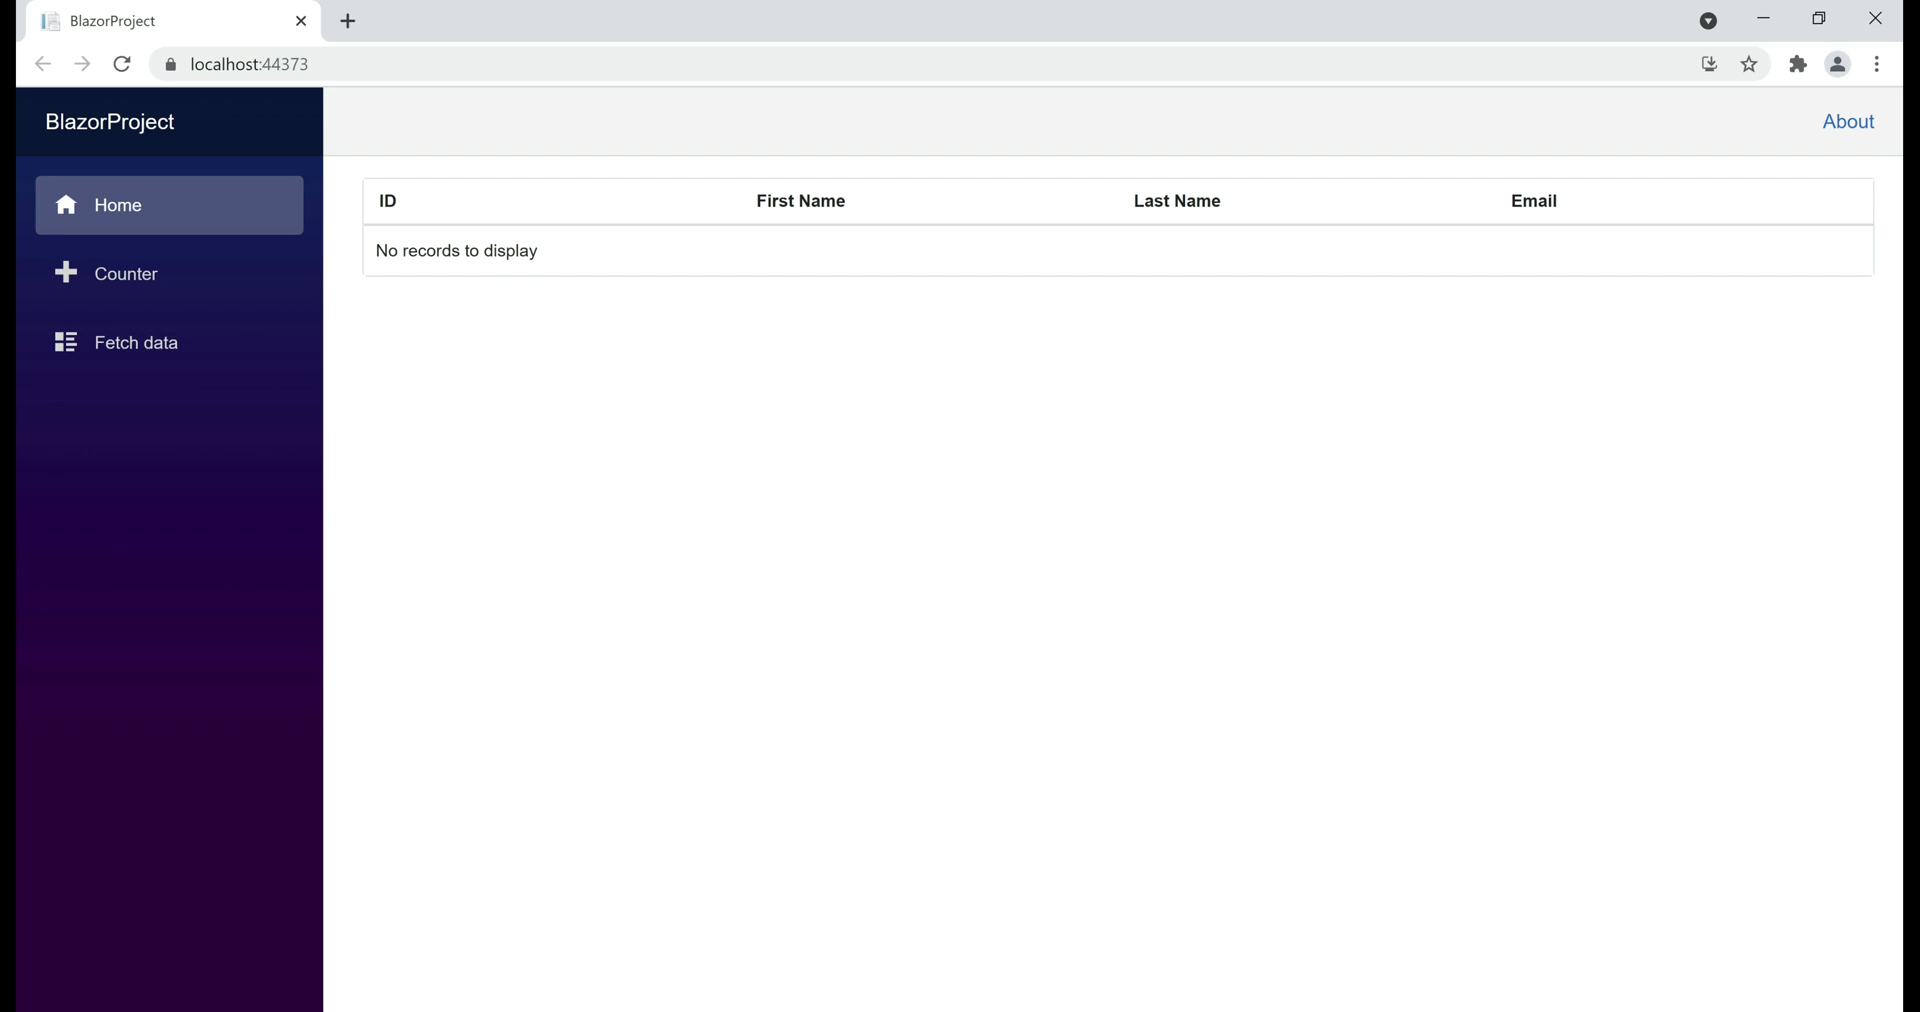 BlazorProject
localhost:44373
BlazorProject
About
Home
Counter
Fetch data
ID First Name Last Name Email
No records to display